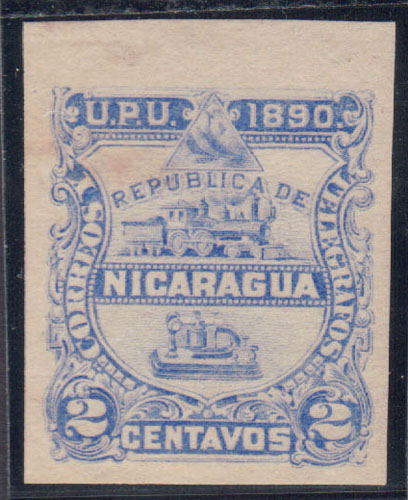 U.P.U. 1890.
REPUBLICA DE
CORREOS Y TELEGRAFOS
NICARAGUA
2 CENTAVOS 2